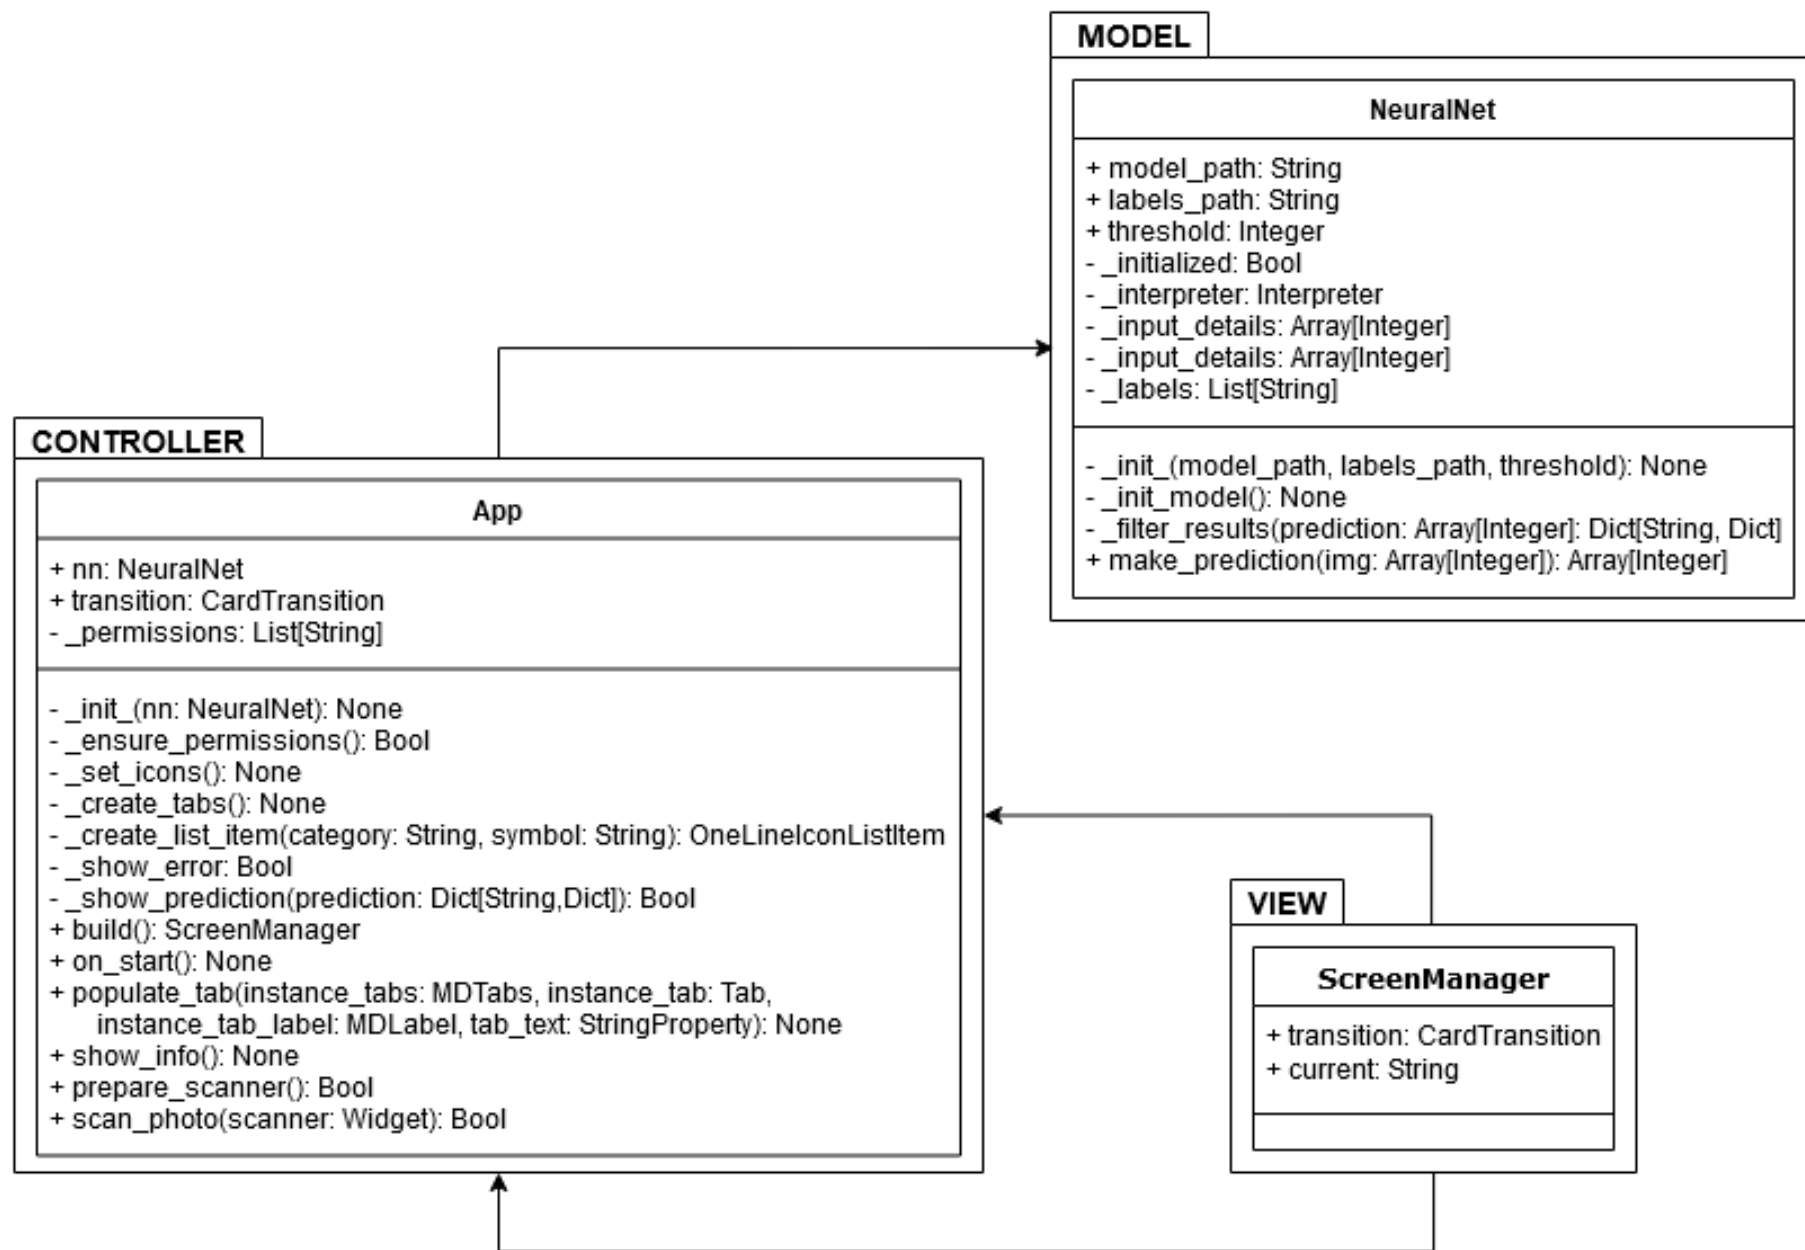 MODEL
NeuralNet
+ model_path: String
+ labels_path: String
+ threshold: Integer
- _initialized: Bool
- _interpreter: Interpreter
- _input_details: Array[Integer]
- _input_details: Array[Integer]
- _labels: List[String]
- _init_(model_path, labels_path, threshold): None
- _init_model(): None
- _filter_results(prediction: Array[Integer]: Dict[String, Dict]
+ make_prediction(img: Array[Integer]): Array[Integer]
CONTROLLER
App
+ nn: NeuralNet
+ transition: CardTransition
- _permissions: List[String]
- _init_(nn: NeuralNet): None
- _ensure_permissions(): Bool
- _set_icons(): None
- _create_tabs(): None
- _create_list_item(category: String, symbol: String): OneLineIconListItem
- _show_error: Bool
- _show_prediction(prediction: Dict[String,Dict]): Bool
+ build(): ScreenManager
+ on_start(): None
+ populate_tab(instance_tabs: MDTabs, instance_tab: Tab,
instance_tab_label: MDLabel, tab_text: StringProperty): None
+ show_info(): None
+ prepare_scanner(): Bool
+ scan_photo(scanner: Widget): Bool
VIEW
ScreenManager
+ transition: CardTransition
+ current: String